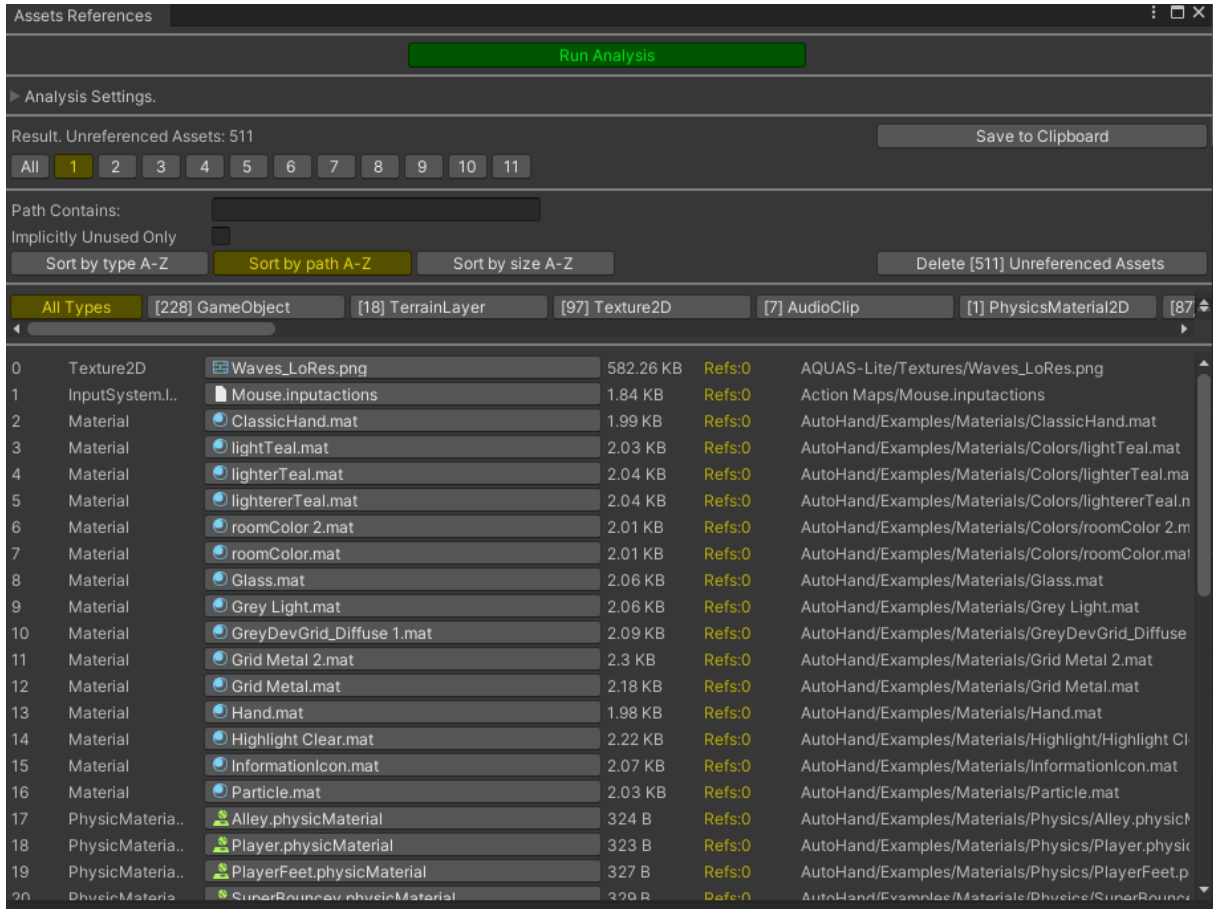 Assets References
Run Analysis
Analysis Settings.
Result. Unreferenced Assets: 511 Save to Clipboard
All 1 2 3 4 5 6 7 8 9 10 11
Path Contains:
Implicitly Unused Only
Sort by type A-Z Sort by path A-Z Sort by size A-Z Delete [511] Unreferenced Assets
All Types [228] GameObject [18] TerrainLayer [97] Texture2D [7] AudioClip [1] PhysicsMaterial2D [87]
0 Texture2D Waves_LoRes.png 582.26 KB Refs:0 AQUAS-Lite/Textures/Waves_LoRes.png
1 InputSystem.I.. Mouse.inputactions 1.84 KB Refs:0 Action Maps/Mouse.inputactions
2 Material ClassicHand.mat 1.99 KB Refs:0 AutoHand/Examples/Materials/ClassicHand.mat
3 Material lightTeal.mat 2.03 KB Refs:0 AutoHand/Examples/Materials/Colors/lightTeal.mat
4 Material lighterTeal.mat 2.04 KB Refs:0 AutoHand/Examples/Materials/Colors/lighterTeal.ma
5 Material lightererTeal.mat 2.04 KB Refs:0 AutoHand/Examples/Materials/Colors/lightererTeal.m
6 Material roomColor 2.mat 2.01 KB Refs:0 AutoHand/Examples/Materials/Colors/roomColor 2.m
7 Material roomColor.mat 2.01 KB Refs:0 AutoHand/Examples/Materials/Colors/roomColor.mat
8 Material Glass.mat 2.06 KB Refs:0 AutoHand/Examples/Materials/Glass.mat
9 Material Grey Light.mat 2.06 KB Refs:0 AutoHand/Examples/Materials/Grey Light.mat
10 Material GreyDevGrid_Diffuse 1.mat 2.09 KB Refs:0 AutoHand/Examples/Materials/GreyDevGrid_Diffuse
11 Material Grid Metal 2.mat 2.3 KB Refs:0 AutoHand/Examples/Materials/Grid Metal 2.mat
12 Material Grid Metal.mat 2.18 KB Refs:0 AutoHand/Examples/Materials/Grid Metal.mat
13 Material Hand.mat 1.98 KB Refs:0 AutoHand/Examples/Materials/Hand.mat
14 Material Highlight Clear.mat 2.22 KB Refs:0 AutoHand/Examples/Materials/Highlight/Highlight Cl
15 Material InformationIcon.mat 2.07 KB Refs:0 AutoHand/Examples/Materials/InformationIcon.mat
16 Material Particle.mat 2.03 KB Refs:0 AutoHand/Examples/Materials/Particle.mat
17 PhysicMateria.. Alley.physicMaterial 324 B Refs:0 AutoHand/Examples/Materials/Physics/Alley.physicM
18 PhysicMateria.. Player.physicMaterial 323 B Refs:0 AutoHand/Examples/Materials/Physics/Player.physic
19 PhysicMateria.. PlayerFeet.physicMaterial 327 B Refs:0 AutoHand/Examples/Materials/Physics/PlayerFeet.p
20 PhysicMateria.. SuperBouncey.physicMaterial 329 B Refs:0 AutoHand/Examples/Materials/Physics/SuperBounce